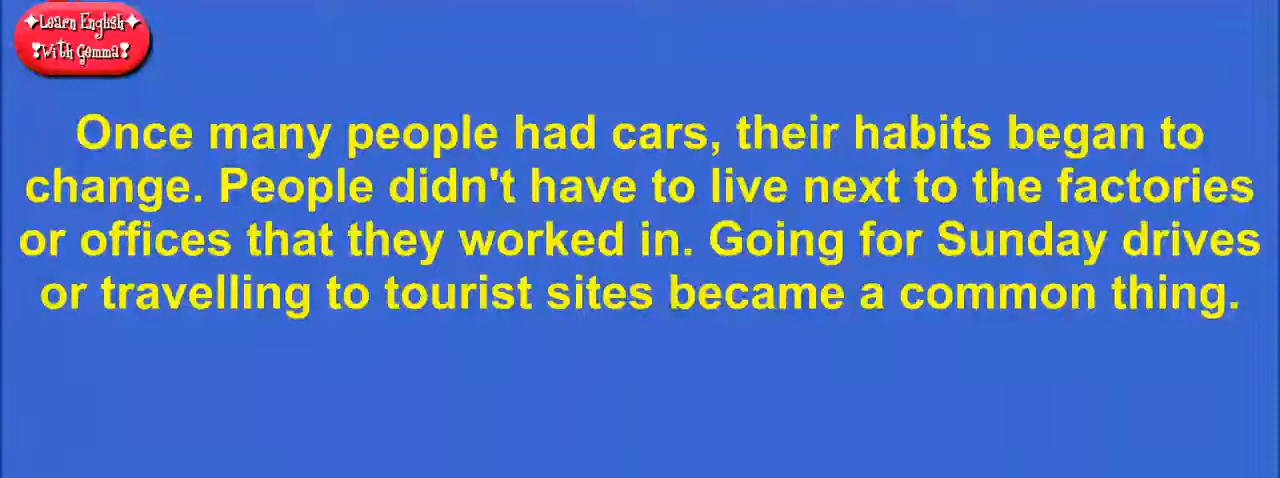 Learn English
With Gemma
Once many people had cars, their habits began to
change. People didn't have to live next to the factories
or offices that they worked in. Going for Sunday drives
or travelling to tourist sites became a common thing.